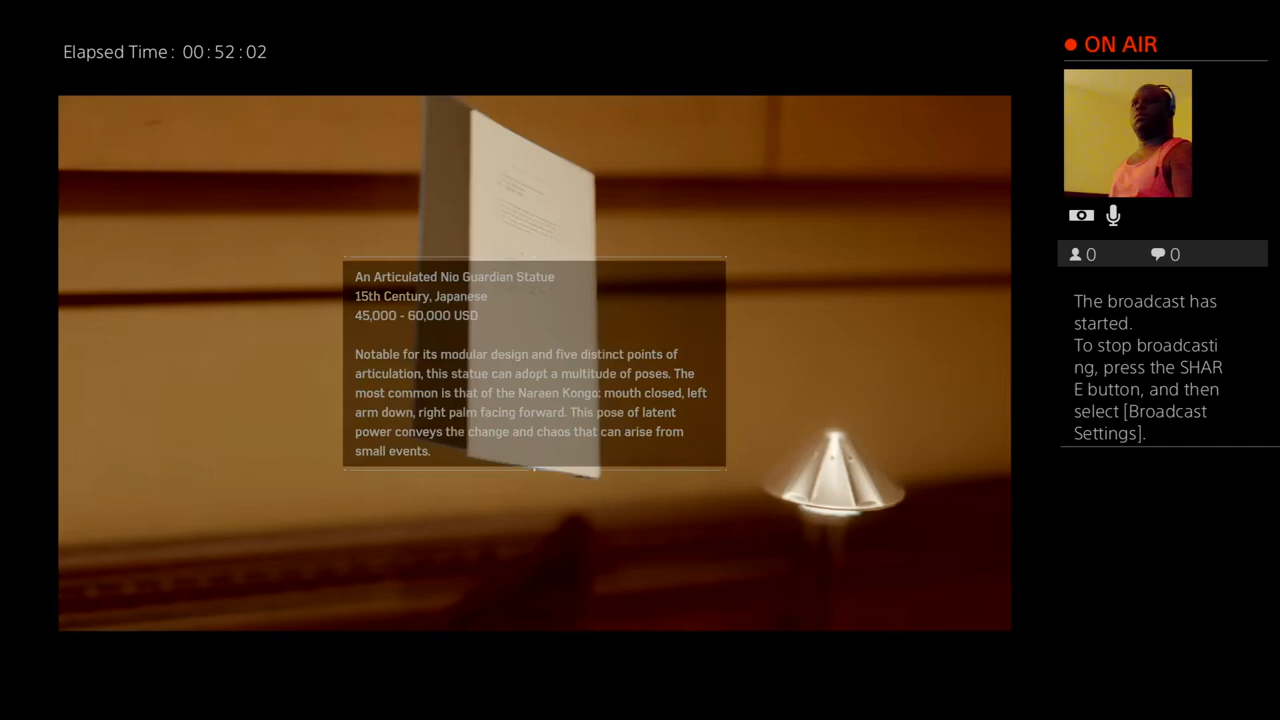 Elapsed Time: 00:52:02
ON AIR
0
0
The broadcast has
started.
To stop broadcasti
ng, press the SHAR
E button, and then
select [Broadcast
Settings].
An Articulated Nio Guardian Statue
15th Century, Japanese
45,000 - 60,000 USD
Notable for its modular design and five distinct points of
articulation, this statue can adopt a multitude of poses. The
most common is that of the Naraen Kongo: mouth closed, left
arm down, right palm facing forward. This pose of latent
power conveys the change and chaos that can arise from
small events.